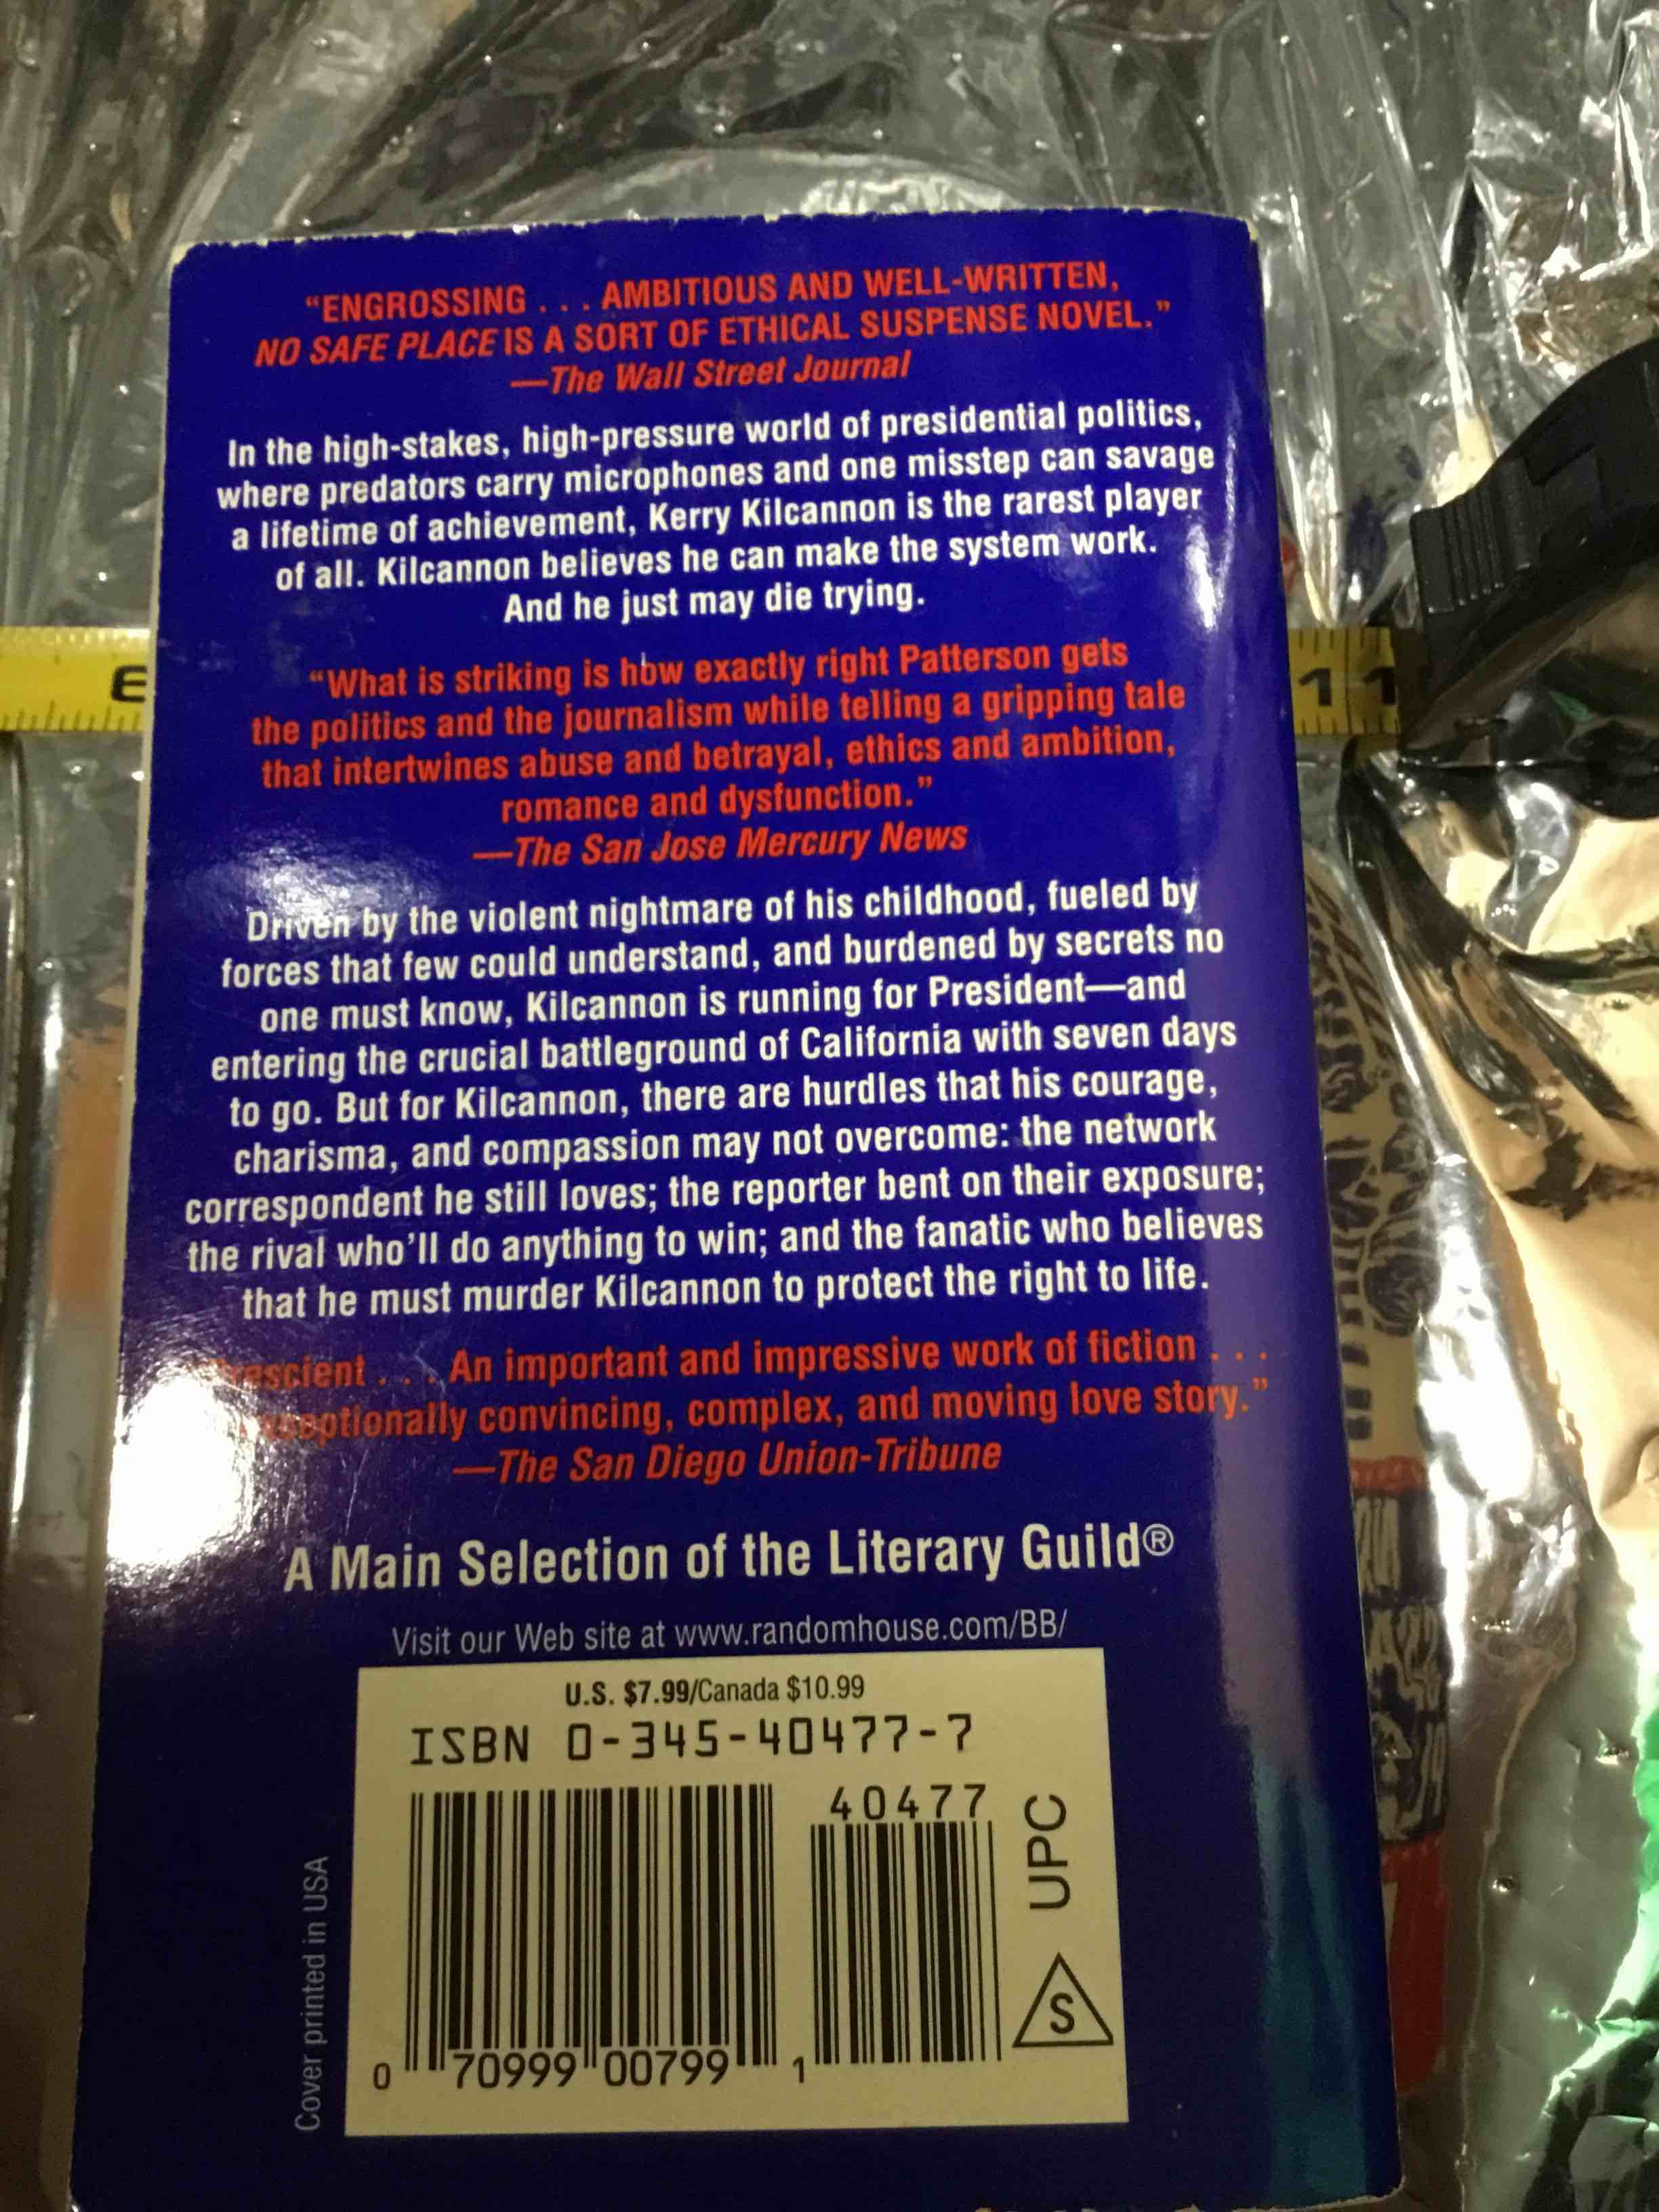 “ENGROSSING . . . AMBITIOUS AND WELL-WRITTEN,
NO SAFE PLACE IS A SORT OF ETHICAL SUSPENSE NOVEL.”
—The Wall Street Journal
In the high-stakes, high-pressure world of presidential politics,
where predators carry microphones and one misstep can savage
a lifetime of achievement, Kerry Kilcannon is the rarest player
of all. Kilcannon believes he can make the system work.
And he just may die trying.
“What is striking is how exactly right Patterson gets
the politics and the journalism while telling a gripping tale
that intertwines abuse and betrayal, ethics and ambition,
romance and dysfunction.”
—The San Jose Mercury News
Driven by the violent nightmare of his childhood, fueled by
forces that few could understand, and burdened by secrets no
one must know, Kilcannon is running for President—and
entering the crucial battleground of California with seven days
to go. But for Kilcannon, there are hurdles that his courage,
charisma, and compassion may not overcome: the network
correspondent he still loves; the reporter bent on their exposure;
the rival who’ll do anything to win; and the fanatic who believes
that he must murder Kilcannon to protect the right to life.
. . . An important and impressive work of fiction . . .
convincing, complex, and moving love story.”
—The San Diego Union-Tribune
A Main Selection of the Literary Guild®
Visit our Web site at www.randomhouse.com/BB/
U.S. $7.99/Canada $10.99
ISBN 0-345-40477-7
40477
UPC
S
0 70999 00799 1
Cover printed in USA
11